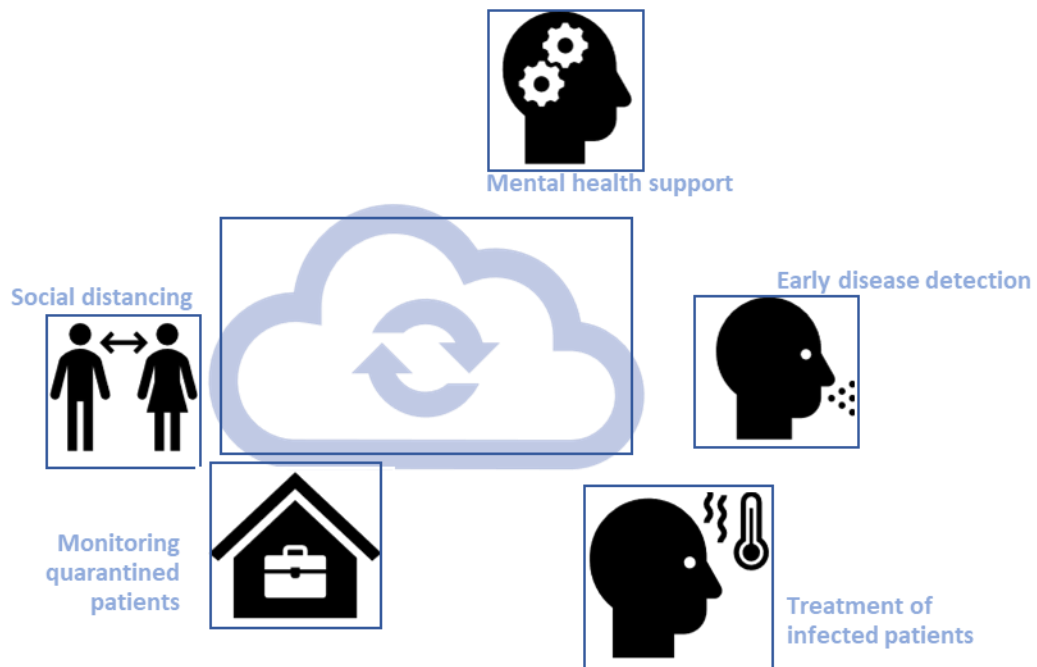 Mental health support
Early disease detection
Social distancing
Monitoring
quarantined
patients
Treatment of
infected patients